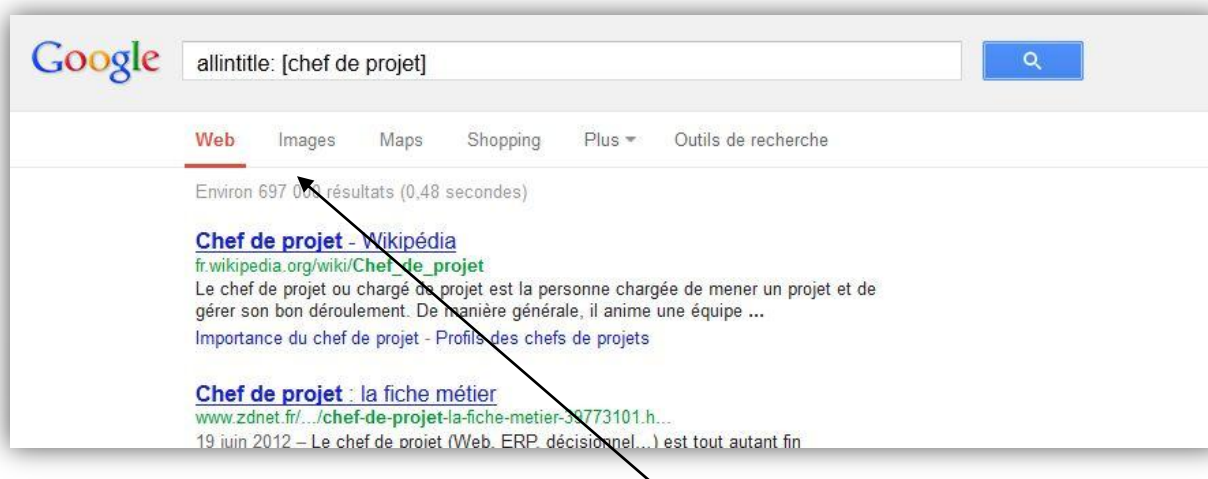 Google allintitle: [chef de projet]
Web Images Maps Shopping Plus Outils de recherche
Environ 697 000 résultats (0,48 secondes)
Chef de projet - Wikipédia
fr.wikipedia.org/wiki/Chef_de_projet
Le chef de projet ou chargé de projet est la personne chargée de mener un projet et de
gérer son bon déroulement. De manière générale, il anime une équipe ...
Importance du chef de projet - Profils des chefs de projets
Chef de projet : la fiche métier
www.zdnet.fr/.../chef-de-projet-la-fiche-metier-39773101.h...
19 juin 2012 – Le chef de projet (Web, ERP, décisionnel...) est tout autant fin